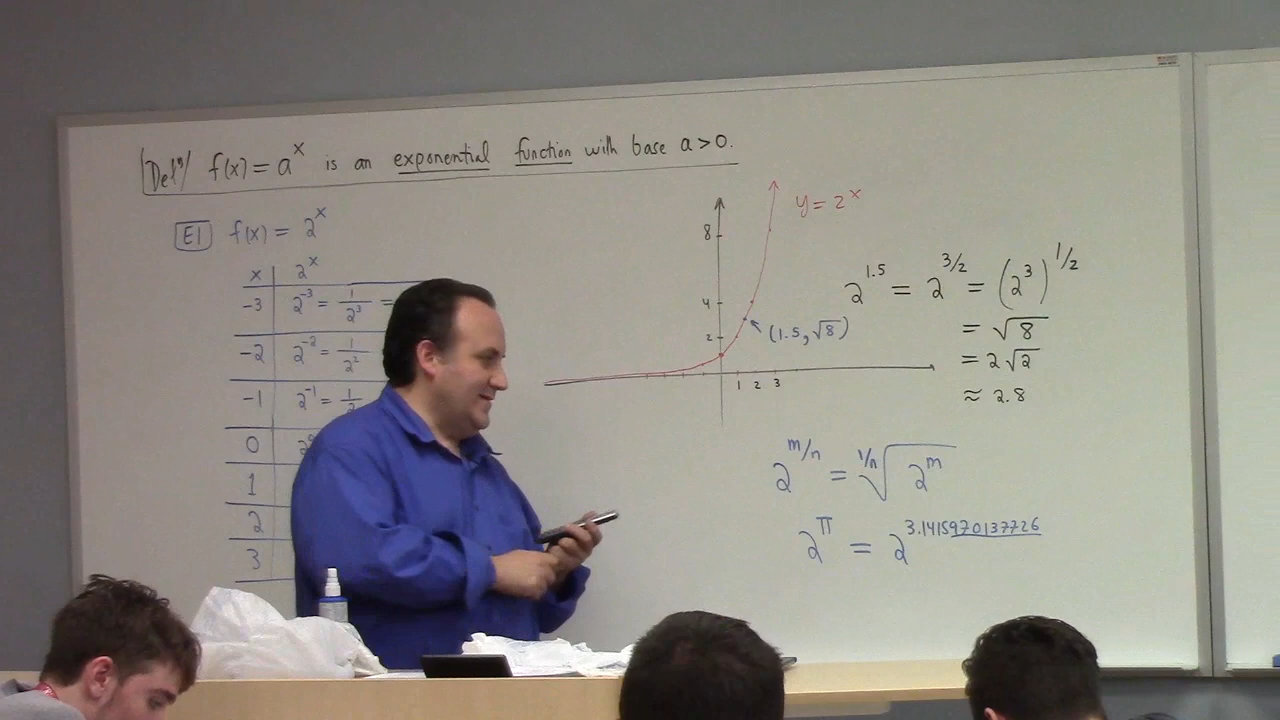 Defⁿ/ f(x) = a^x is an exponential function with base a > 0.
E1 f(x) = 2^x
x 2^x
-3 2^-3 = 1/2^3 =
-2 2^-2 = 1/2^2
-1 2^-1 = 1/2
0
1
2
3
y = 2^x
8
4
2
(1.5, √8)
1 2 3
2^1.5 = 2^3/2 = (2^3)^1/2
= √8
= 2√2
≈ 2.8
2^m/n = ^1/n√2^m
2^π = 2^3.1415970137726